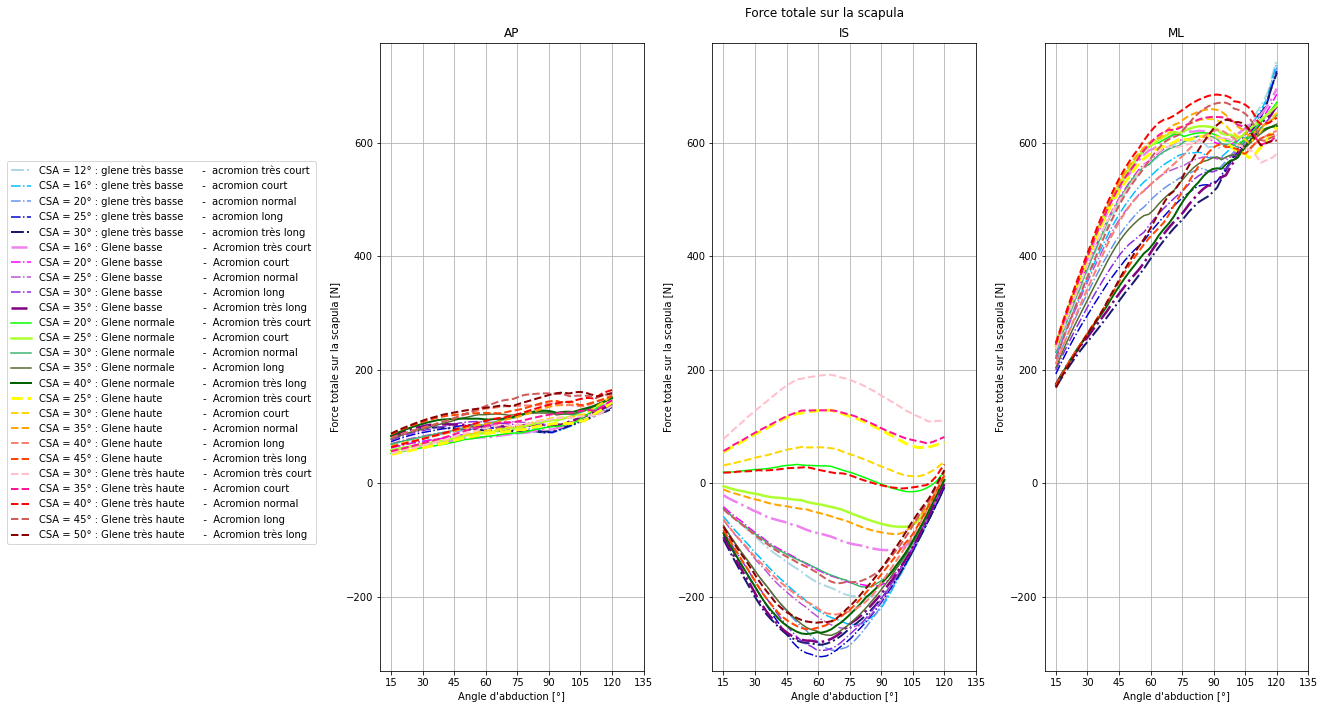 Force totale sur la scapula
CSA = 12° : glene très basse - acromion très court
CSA = 16° : glene très basse - acromion court
CSA = 20° : glene très basse - acromion normal
CSA = 25° : glene très basse - acromion long
CSA = 30° : glene très basse - acromion très long
CSA = 16° : Glene basse - Acromion très court
CSA = 20° : Glene basse - Acromion court
CSA = 25° : Glene basse - Acromion normal
CSA = 30° : Glene basse - Acromion long
CSA = 35° : Glene basse - Acromion très long
CSA = 20° : Glene normale - Acromion très court
CSA = 25° : Glene normale - Acromion court
CSA = 30° : Glene normale - Acromion normal
CSA = 35° : Glene normale - Acromion long
CSA = 40° : Glene normale - Acromion très long
CSA = 25° : Glene haute - Acromion très court
CSA = 30° : Glene haute - Acromion court
CSA = 35° : Glene haute - Acromion normal
CSA = 40° : Glene haute - Acromion long
CSA = 45° : Glene haute - Acromion très long
CSA = 30° : Glene très haute - Acromion très court
CSA = 35° : Glene très haute - Acromion court
CSA = 40° : Glene très haute - Acromion normal
CSA = 45° : Glene très haute - Acromion long
CSA = 50° : Glene très haute - Acromion très long
AP
Force totale sur la scapula [N]
600
400
200
0
−200
15 30 45 60 75 90 105 120 135
Angle d'abduction [°]
IS
Force totale sur la scapula [N]
600
400
200
0
−200
15 30 45 60 75 90 105 120 135
Angle d'abduction [°]
ML
Force totale sur la scapula [N]
600
400
200
0
−200
15 30 45 60 75 90 105 120 135
Angle d'abduction [°]